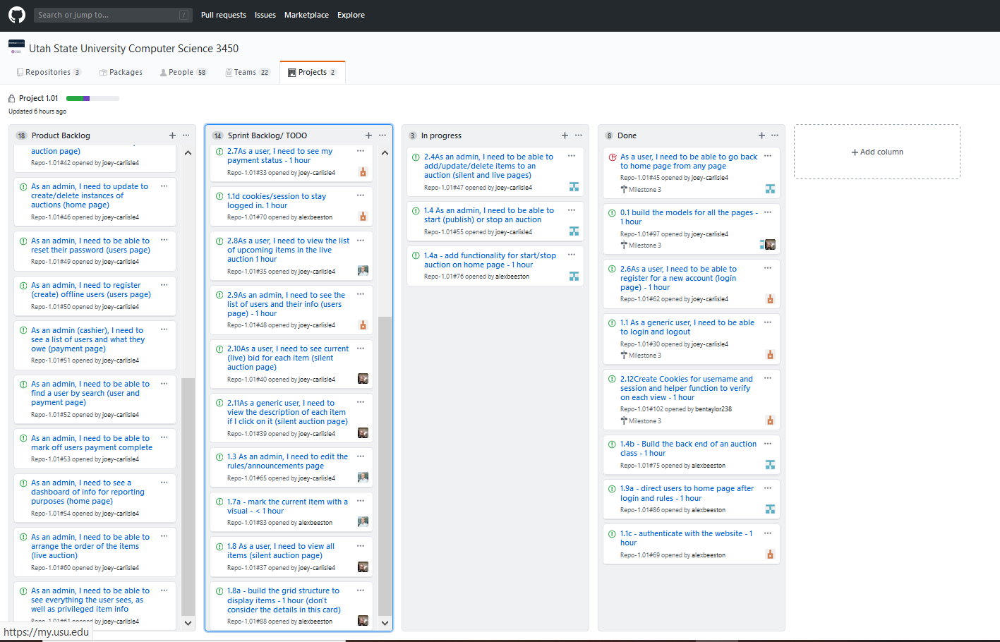 Search or jump to...
/
Pull requests
Issues
Marketplace
Explore
Utah State University Computer Science 3450
Repositories 3
Packages
People 58
Teams 22
Projects 2
Project 1.01
Updated 6 hours ago
18 Product Backlog
auction page)
Repo-1.01#42 opened by joey-carlisle4
As an admin, I need to update to
create/delete instances of
auctions (home page)
Repo-1.01#46 opened by joey-carlisle4
As an admin, I need to be able to
reset their password (users page)
Repo-1.01#49 opened by joey-carlisle4
As an admin, I need to register
(create) offline users (users page)
Repo-1.01#50 opened by joey-carlisle4
As an admin (cashier), I need to
see a list of users and what they
owe (payment page)
Repo-1.01#51 opened by joey-carlisle4
As an admin, I need to be able to
find a user by search (user and
payment page)
Repo-1.01#52 opened by joey-carlisle4
As an admin, I need to be able to
mark off users payment complete
Repo-1.01#53 opened by joey-carlisle4
As an admin, I need to see a
dashboard of info for reporting
purposes (home page)
Repo-1.01#54 opened by joey-carlisle4
As an admin, I need to be able to
arrange the order of the items
(live auction)
Repo-1.01#60 opened by joey-carlisle4
As an admin, I need to be able to
see everything the user sees, as
well as privileged item info
Repo-1.01#61 opened by joey-carlisle4
14 Sprint Backlog/ TODO
2.7As a user, I need to see my
payment status - 1 hour
Repo-1.01#33 opened by joey-carlisle4
1.1d cookies/session to stay
logged in. 1 hour
Repo-1.01#70 opened by alexbeeston
2.8As a user, I need to view the list
of upcoming items in the live
auction 1 hour
Repo-1.01#35 opened by joey-carlisle4
2.9As an admin, I need to see the
list of users and their info (users
page) - 1 hour
Repo-1.01#48 opened by joey-carlisle4
2.10As a user, I need to see current
(live) bid for each item (silent
auction page)
Repo-1.01#40 opened by joey-carlisle4
2.11As a generic user, I need to
view the description of each item
if I click on it (silent auction page)
Repo-1.01#39 opened by joey-carlisle4
1.3 As an admin, I need to edit the
rules/announcements page
Repo-1.01#65 opened by joey-carlisle4
1.7a - mark the current item with a
visual - < 1 hour
Repo-1.01#83 opened by alexbeeston
1.8 As a user, I need to view all
items (silent auction page)
Repo-1.01#37 opened by joey-carlisle4
1.8a - build the grid structure to
display items - 1 hour (don't
consider the details in this card)
Repo-1.01#88 opened by alexbeeston
3 In progress
2.4As an admin, I need to be able to
add/update/delete items to an
auction (silent and live pages)
Repo-1.01#47 opened by joey-carlisle4
1.4 As an admin, I need to be able to
start (publish) or stop an auction
Repo-1.01#55 opened by joey-carlisle4
1.4a - add functionality for start/stop
auction on home page - 1 hour
Repo-1.01#76 opened by alexbeeston
8 Done
As a user, I need to be able to go back
to home page from any page
Repo-1.01#45 opened by joey-carlisle4
Milestone 3
0.1 build the models for all the pages -
1 hour
Repo-1.01#97 opened by joey-carlisle4
Milestone 3
2.6As a user, I need to be able to
register for a new account (login
page) - 1 hour
Repo-1.01#62 opened by joey-carlisle4
1.1 As a generic user, I need to be able
to login and logout
Repo-1.01#30 opened by joey-carlisle4
Milestone 3
2.12Create Cookies for username and
session and helper function to verify
on each view - 1 hour
Repo-1.01#102 opened by bentaylor238
Milestone 3
1.4b - Build the back end of an auction
class - 1 hour
Repo-1.01#75 opened by alexbeeston
1.9a - direct users to home page after
login and rules - 1 hour
Repo-1.01#86 opened by alexbeeston
1.1c - authenticate with the website - 1
hour
Repo-1.01#69 opened by alexbeeston
Add column
https://my.usu.edu